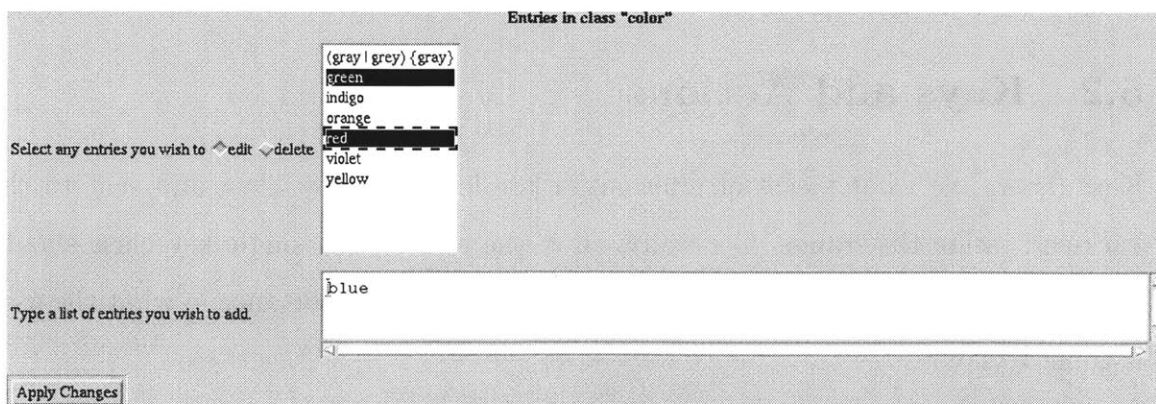 Entries in class "color"
(gray|grey) {gray}
green
indigo
orange
red
violet
yellow
Select any entries you wish to edit delete
blue
Type a list of entries you wish to add.
Apply Changes